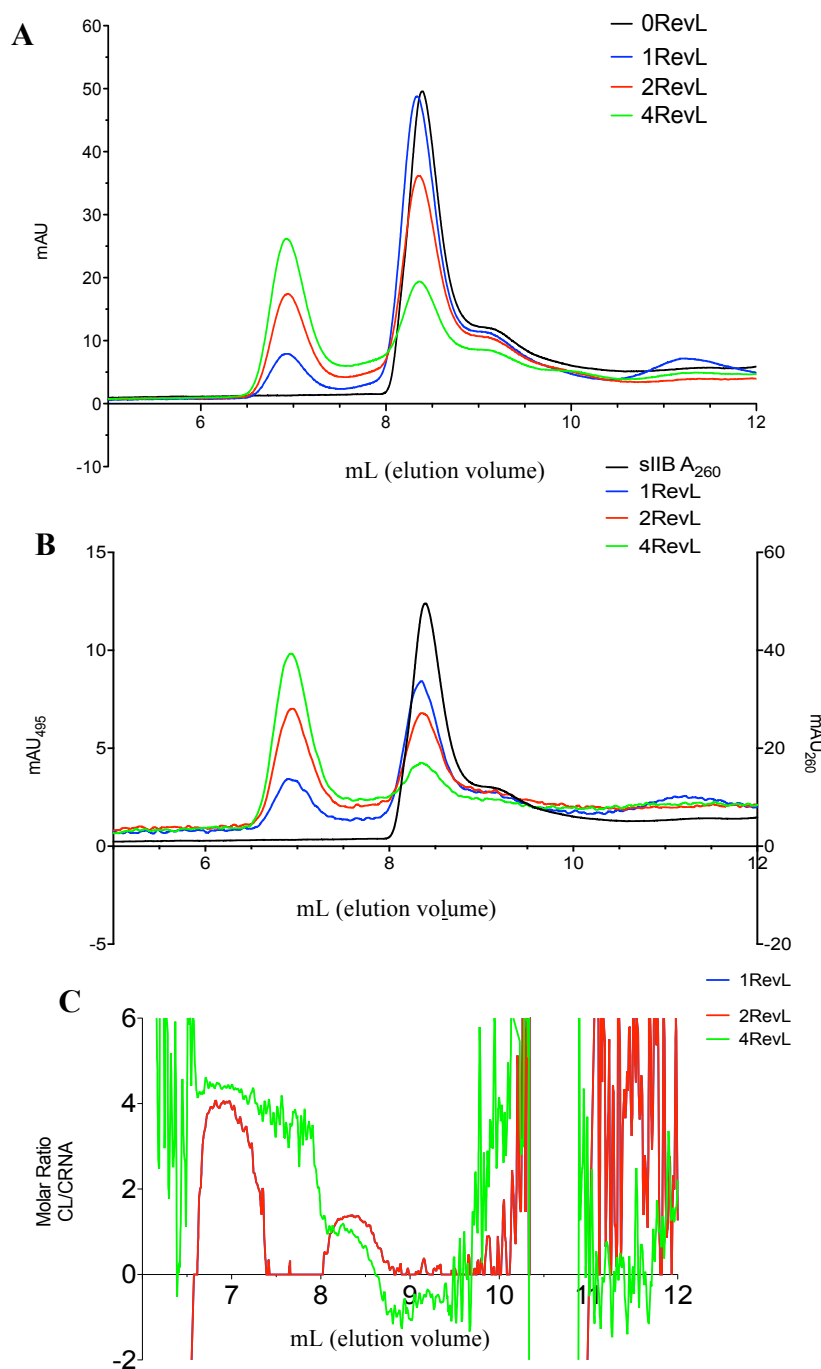 A
0RevL
1RevL
2RevL
4RevL
60
50
40
30
20
10
0
-10
mAU
6 8 10 12
mL (elution volume)
B
sIIB A260
1RevL
2RevL
4RevL
15
10
5
0
-5
mAU495
60
40
20
0
-20
mAU260
6 8 10 12
mL (elution volume)
C
1RevL
2RevL
4RevL
6
4
2
0
-2
Molar Ratio
CL/CRNA
7 8 9 10 11 12
mL (elution volume)